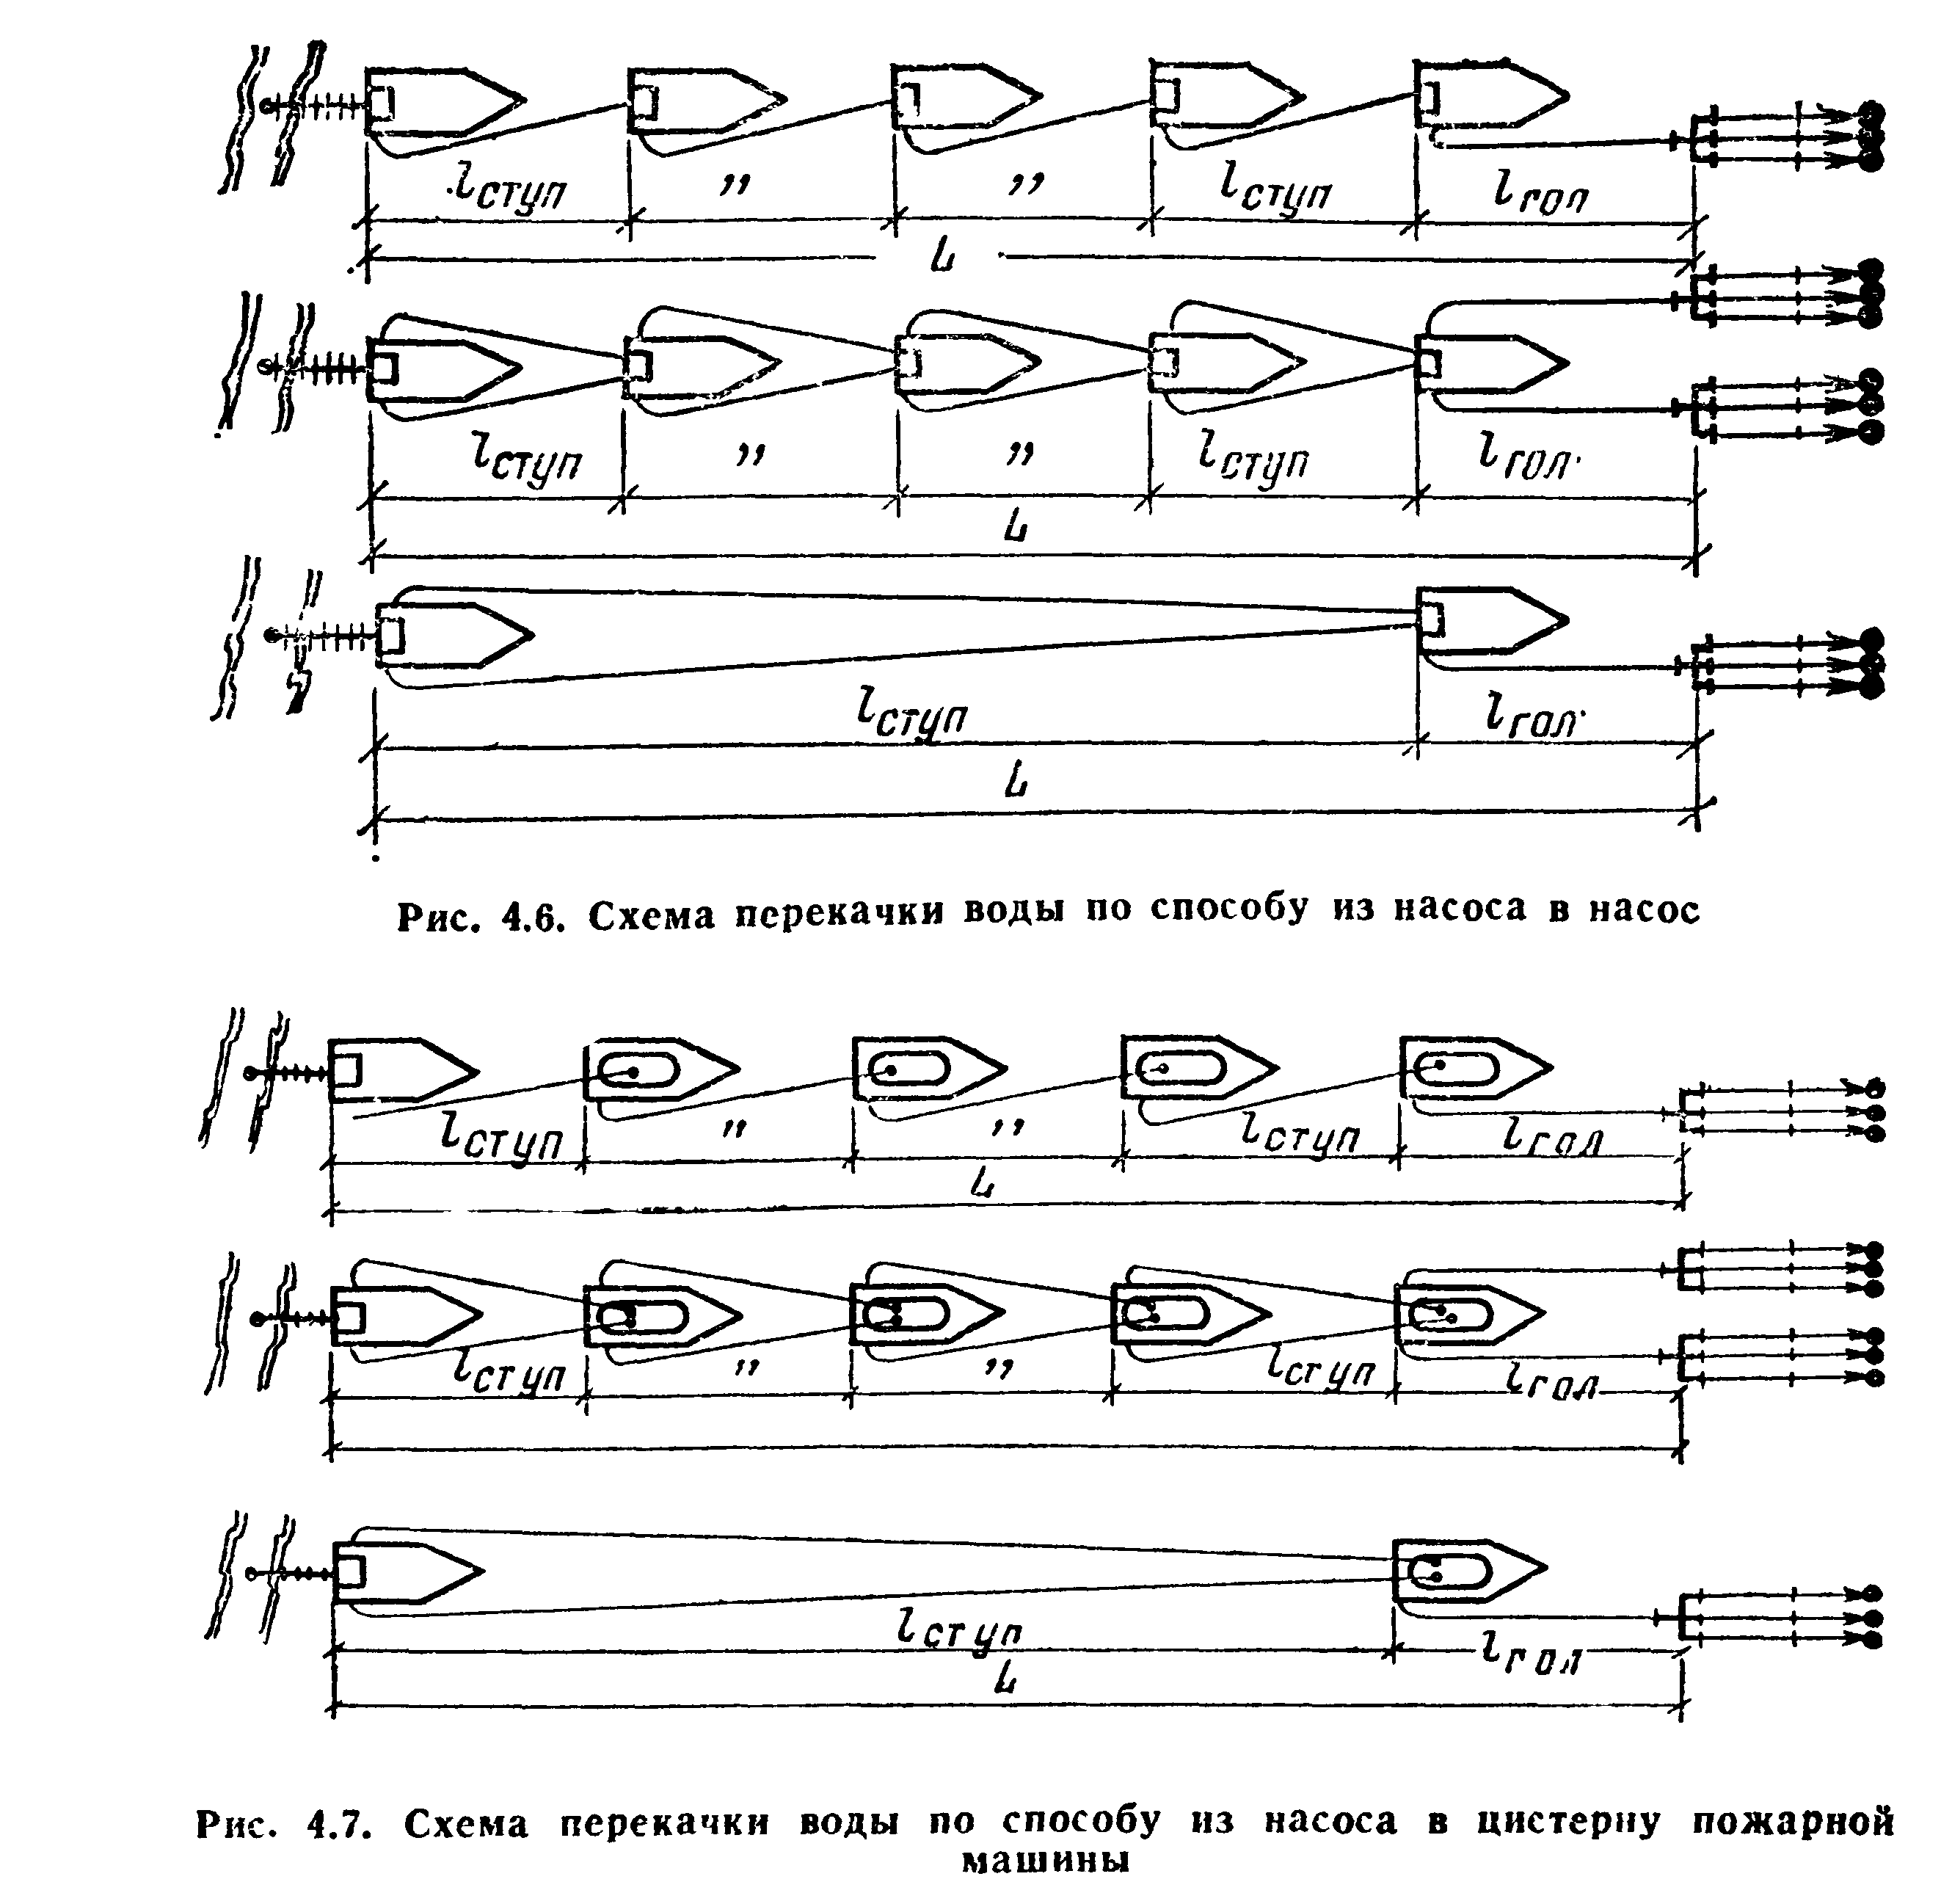 lступ " " lступ lгол
L
lступ " " lступ lгол.
L
lступ lгол.
L
Рис. 4.6. Схема перекачки воды по способу из насоса в насос
lступ " " lступ lгол
L
lступ " " lступ lгол
lступ lгол
L
Рис. 4.7. Схема перекачки воды по способу из насоса в цистерну пожарной
машины